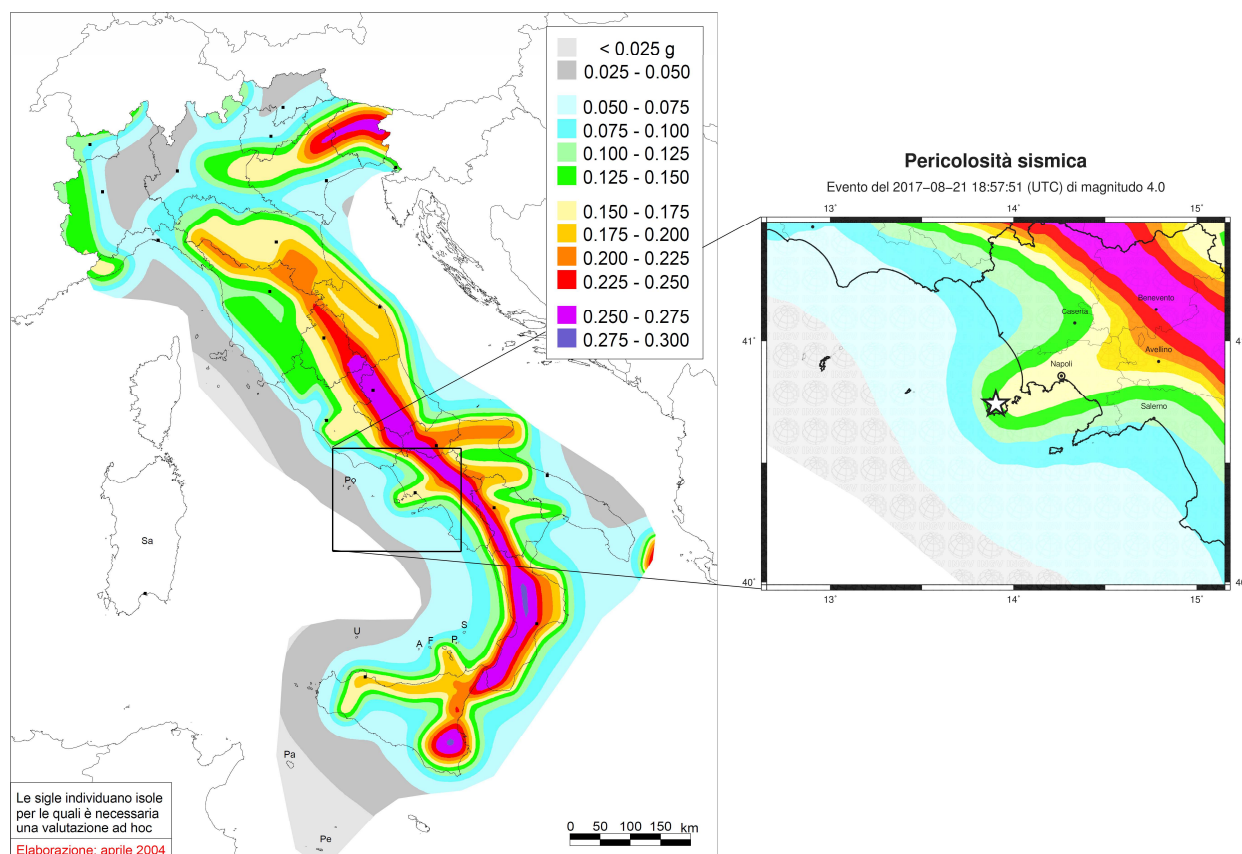 < 0.025 g
0.025 - 0.050
0.050 - 0.075
0.075 - 0.100
0.100 - 0.125
0.125 - 0.150
0.150 - 0.175
0.175 - 0.200
0.200 - 0.225
0.225 - 0.250
0.250 - 0.275
0.275 - 0.300
Po
Sa
U
A
F
P
S
Pa
Pe
Le sigle individuano isole
per le quali è necessaria
una valutazione ad hoc
Elaborazione: aprile 2004
0 50 100 150 km
Pericolosità sismica
Evento del 2017–08–21 18:57:51 (UTC) di magnitudo 4.0
13˚ 14˚ 15˚
Benevento
Caserta
41˚ 4
Avellino
Napoli
Salerno
40˚ 40
13˚ 14˚ 15˚